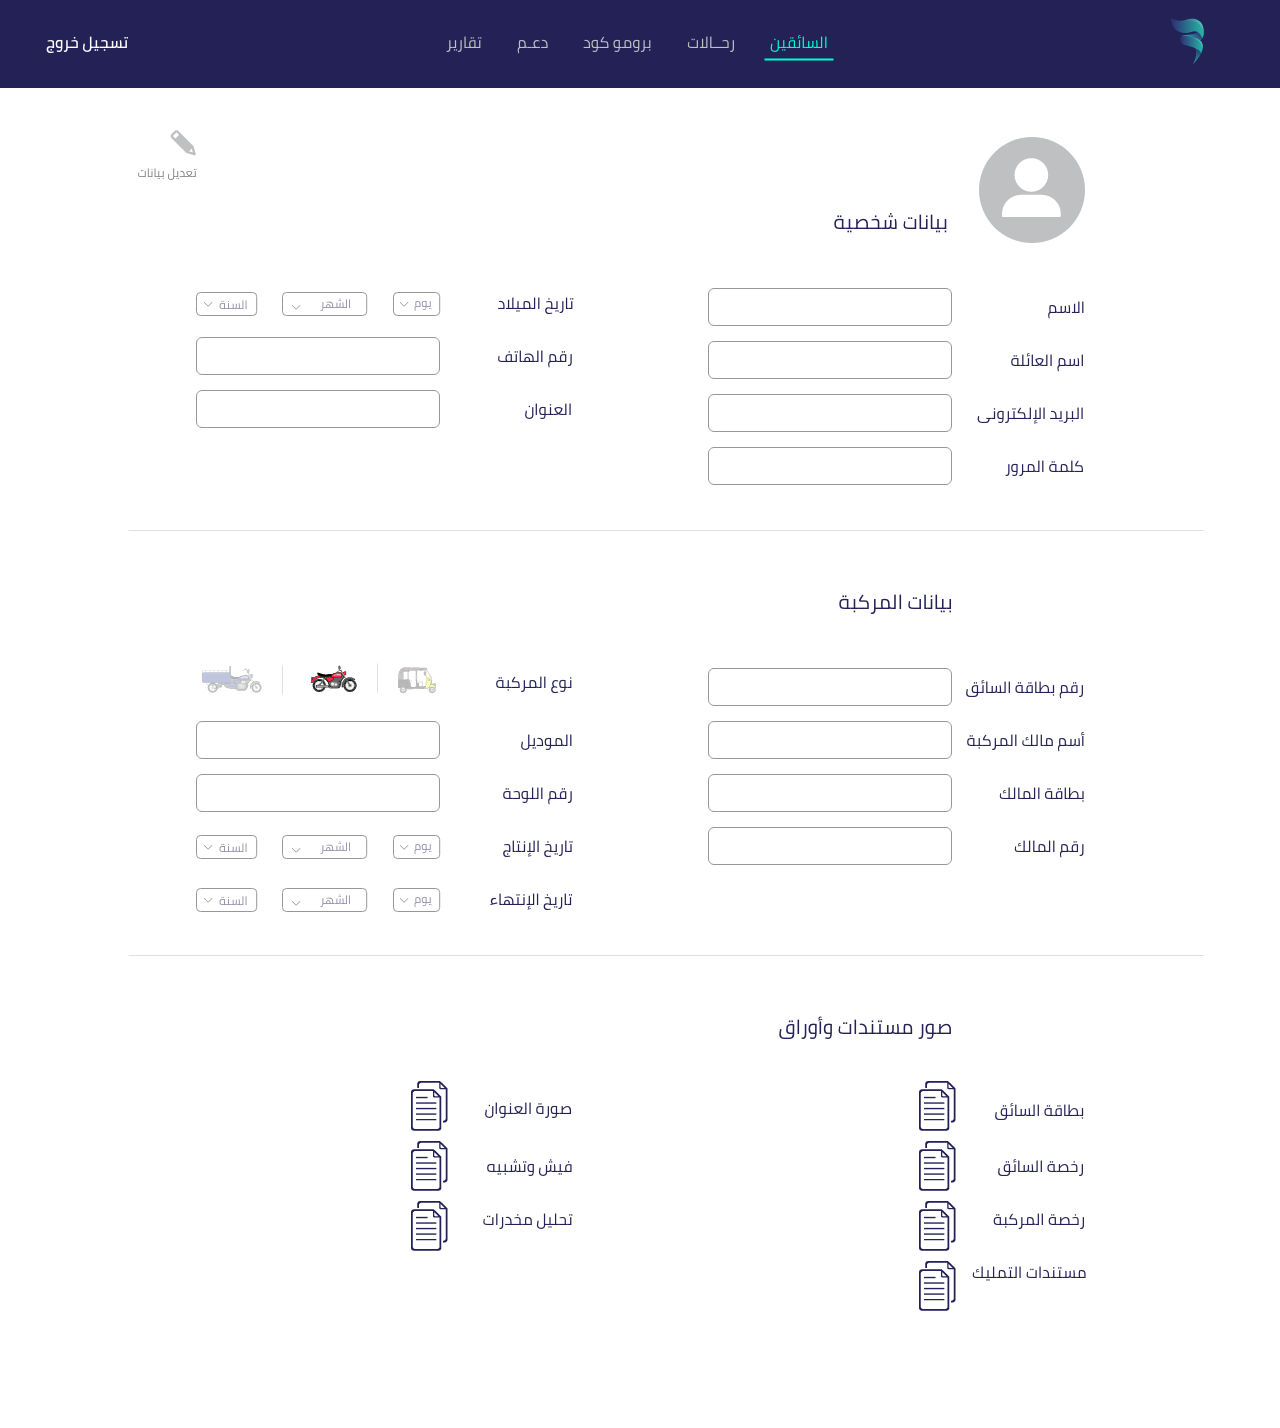 السائقين
رحــالات
برومو كود
دعـم
تقارير
تسجيل خروج
تعديل بيانات
بيانات شخصية
الاسم
اسم العائلة
البريد الإلكترونى
كلمة المرور
تاريخ الميلاد
يوم
الشهر
السنة
رقم الهاتف
العنوان
بيانات المركبة
رقم بطاقة السائق
أسم مالك المركبة
بطاقة المالك
رقم المالك
نوع المركبة
الموديل
رقم اللوحة
تاريخ الإنتاج
يوم
الشهر
السنة
تاريخ الإنتهاء
يوم
الشهر
السنة
صور مستندات وأوراق
بطاقة السائق
رخصة السائق
رخصة المركبة
مستندات التمليك
صورة العنوان
فيش وتشبيه
تحليل مخدرات